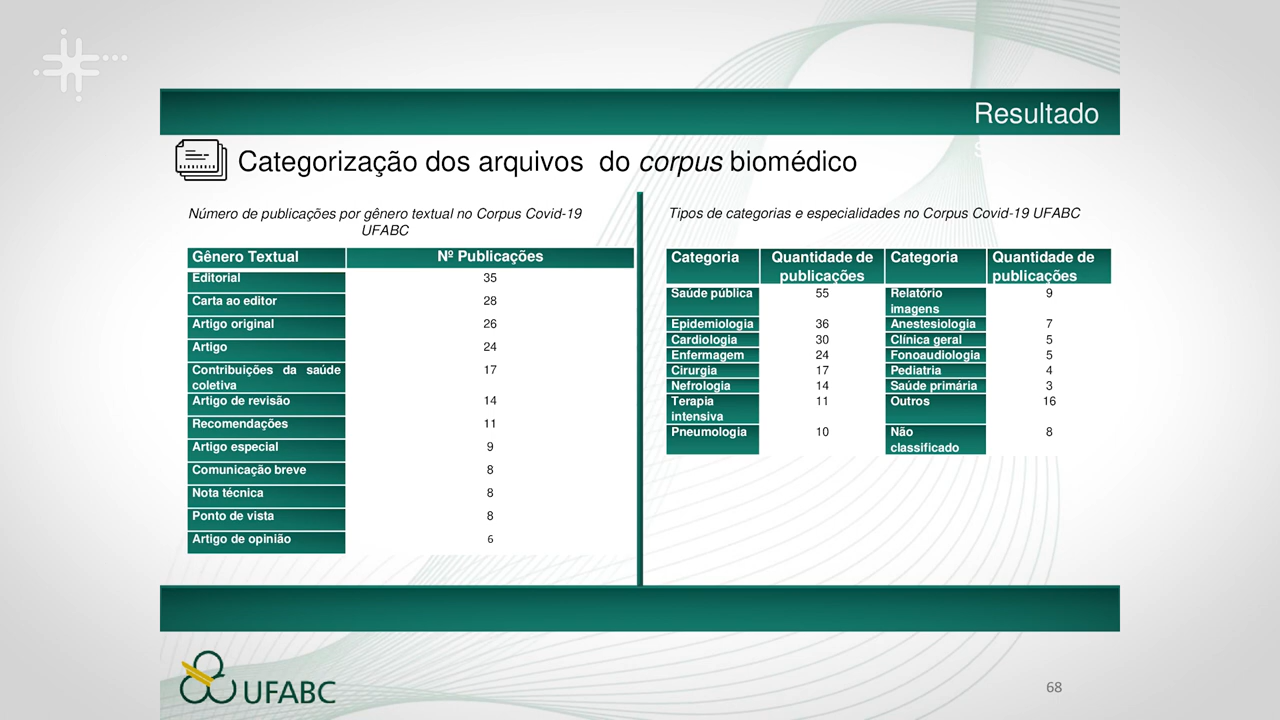 Resultado
s
Categorização dos arquivos do corpus biomédico
Número de publicações por gênero textual no Corpus Covid-19
UFABC
Gênero Textual Nº Publicações
Editorial 35
Carta ao editor 28
Artigo original 26
Artigo 24
Contribuições da saúde 17
coletiva
Artigo de revisão 14
Recomendações 11
Artigo especial 9
Comunicação breve 8
Nota técnica 8
Ponto de vista 8
Artigo de opinião 6
Tipos de categorias e especialidades no Corpus Covid-19 UFABC
Categoria Quantidade de Categoria Quantidade de
publicações publicações
Saúde pública 55 Relatório 9
imagens
Epidemiologia 36 Anestesiologia 7
Cardiologia 30 Clínica geral 5
Enfermagem 24 Fonoaudiologia 5
Cirurgia 17 Pediatria 4
Nefrologia 14 Saúde primária 3
Terapia 11 Outros 16
intensiva
Pneumologia 10 Não 8
classificado
UFABC
68